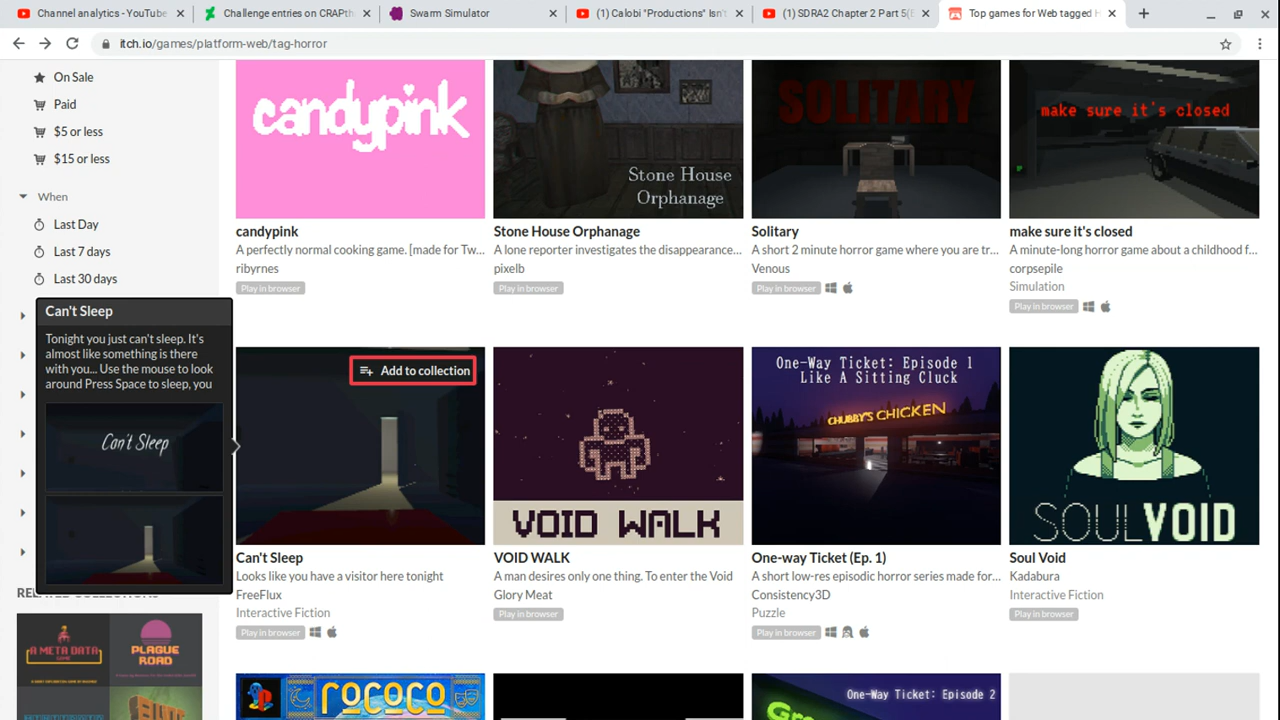 Channel analytics - YouTube
Challenge entries on CRAPth
Swarm Simulator
(1) Calobi "Productions" Isn't
(1) SDRA2 Chapter 2 Part 5(E
Top games for Web tagged H
itch.io/games/platform-web/tag-horror
On Sale
Paid
$5 or less
$15 or less
When
Last Day
Last 7 days
Last 30 days
candypink
Stone House
Orphanage
SOLITARY
make sure it's closed
candypink
A perfectly normal cooking game. [made for Tw...
ribyrnes
Play in browser
Stone House Orphanage
A lone reporter investigates the disappearance...
pixelb
Play in browser
Solitary
A short 2 minute horror game where you are tr...
Venous
Play in browser
make sure it's closed
A minute-long horror game about a childhood f...
corpsepile
Simulation
Play in browser
Can't Sleep
Tonight you just can't sleep. It's
almost like something is there
with you... Use the mouse to look
around Press Space to sleep, you
Can't Sleep
Add to collection
VOID WALK
One-Way Ticket: Episode 1
Like A Sitting Cluck
CHUBBY'S CHICKEN
SOULVOID
Can't Sleep
Looks like you have a visitor here tonight
FreeFlux
Interactive Fiction
Play in browser
VOID WALK
A man desires only one thing. To enter the Void
Glory Meat
Play in browser
One-way Ticket (Ep. 1)
A short low-res episodic horror series made for...
Consistency3D
Puzzle
Play in browser
Soul Void
Kadabura
Interactive Fiction
Play in browser
RELATED COLLECTIONS
A META DATA
GAME
PLAGUE
ROAD
rococo
One-Way Ticket: Episode 2